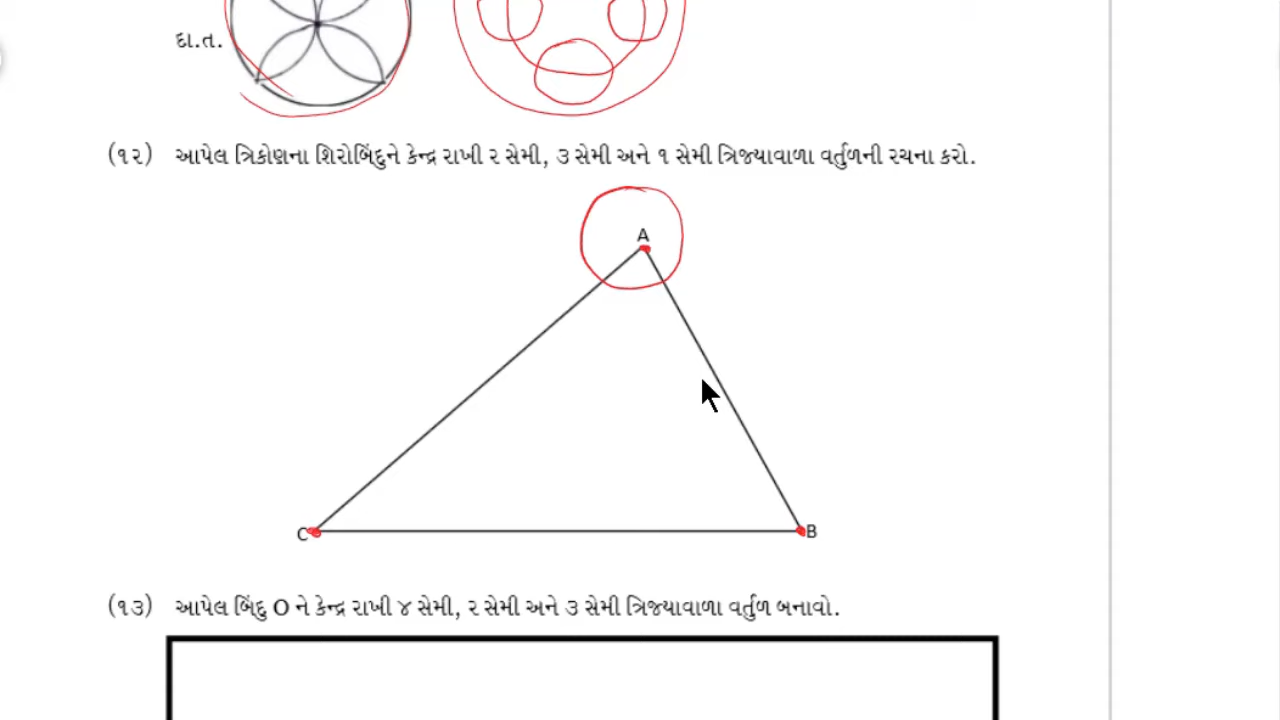 દા.ત.
(૧૨) આપેલ ત્રિકોણના શિરોબિંદુને કેન્દ્ર રાખી ૨ સેમી, ૩ સેમી અને ૧ સેમી ત્રિજ્યાવાળા વર્તુળની રચના કરો.
A
C
B
(૧૩) આપેલ બિંદુ O ને કેન્દ્ર રાખી ૪ સેમી, ૨ સેમી અને ૩ સેમી ત્રિજ્યાવાળા વર્તુળ બનાવો.